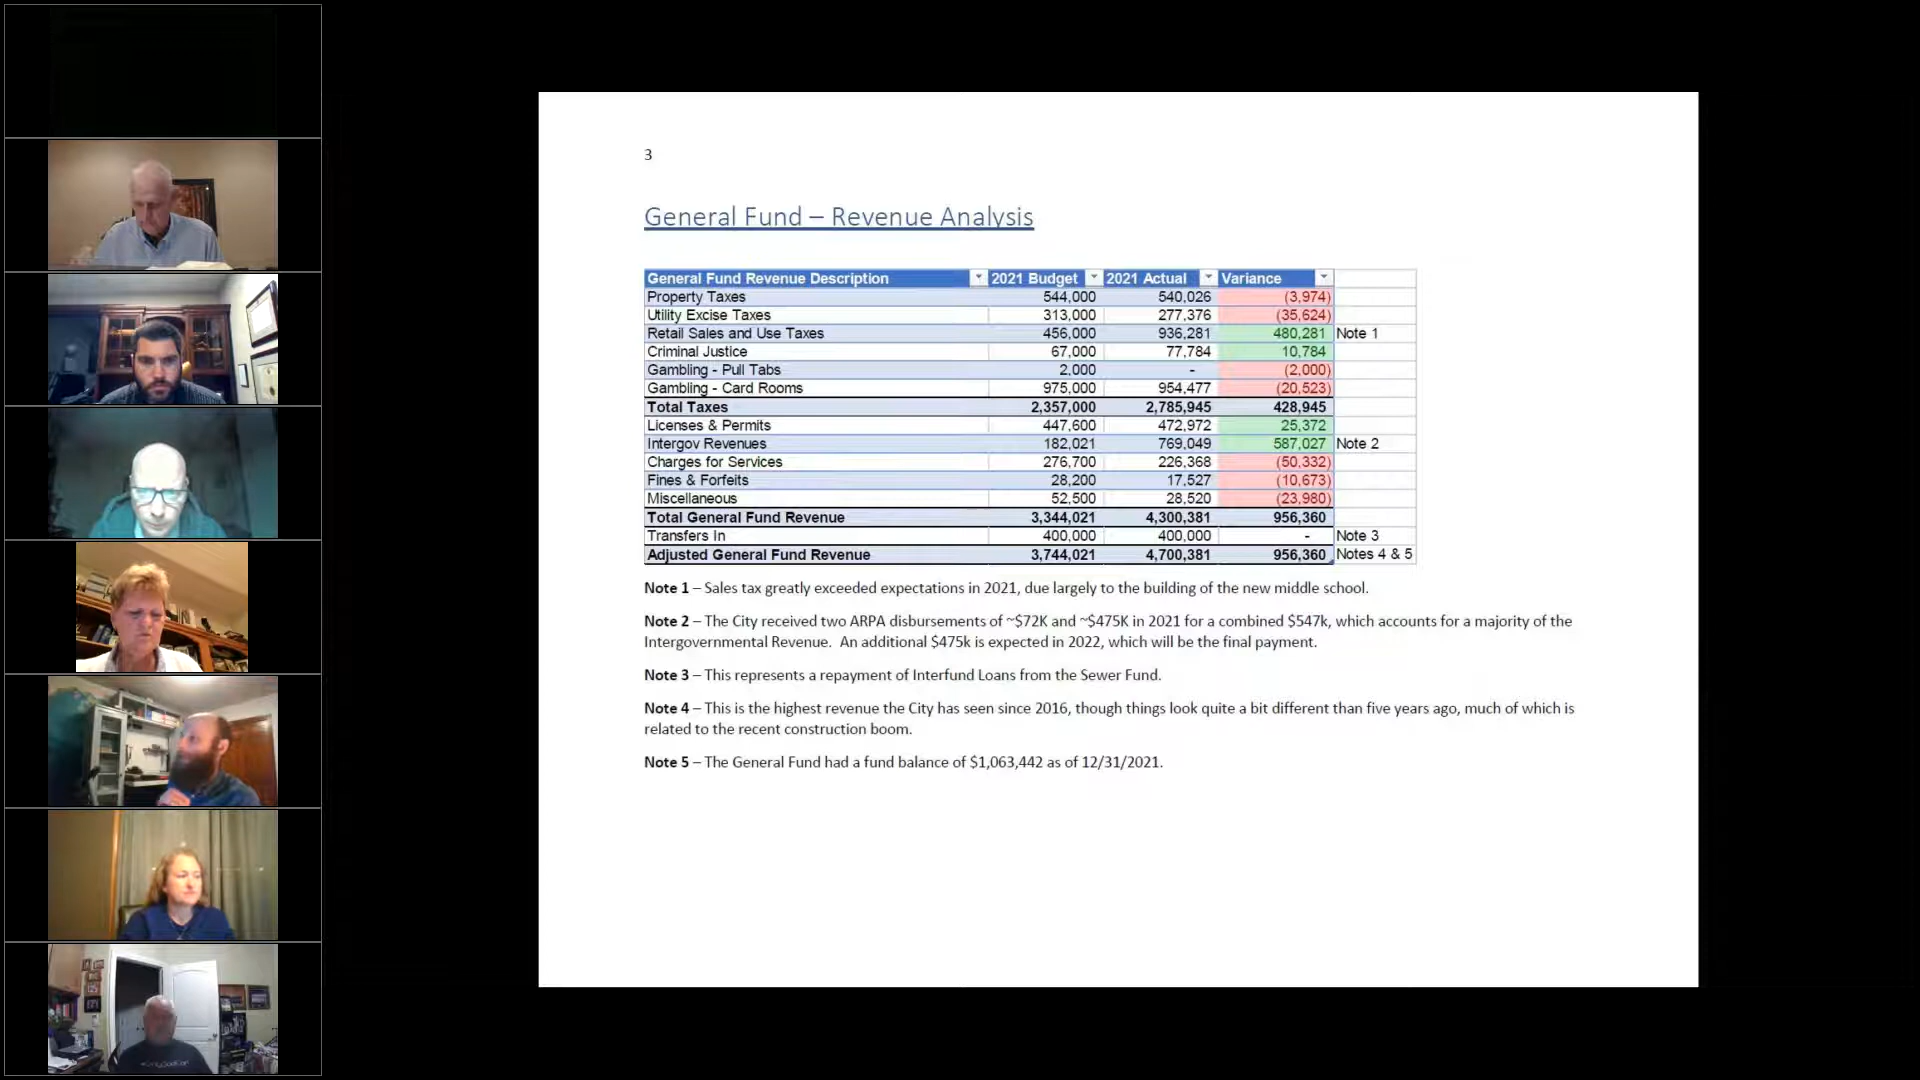 3
General Fund – Revenue Analysis
General Fund Revenue Description 2021 Budget 2021 Actual Variance
Property Taxes 544,000 540,026 (3,974)
Utility Excise Taxes 313,000 277,376 (35,624)
Retail Sales and Use Taxes 456,000 936,281 480,281 Note 1
Criminal Justice 67,000 77,784 10,784
Gambling - Pull Tabs 2,000 - (2,000)
Gambling - Card Rooms 975,000 954,477 (20,523)
Total Taxes 2,357,000 2,785,945 428,945
Licenses & Permits 447,600 472,972 25,372
Intergov Revenues 182,021 769,049 587,027 Note 2
Charges for Services 276,700 226,368 (50,332)
Fines & Forfeits 28,200 17,527 (10,673)
Miscellaneous 52,500 28,520 (23,980)
Total General Fund Revenue 3,344,021 4,300,381 956,360
Transfers In 400,000 400,000 - Note 3
Adjusted General Fund Revenue 3,744,021 4,700,381 956,360 Notes 4 & 5
Note 1 – Sales tax greatly exceeded expectations in 2021, due largely to the building of the new middle school.
Note 2 – The City received two ARPA disbursements of ~$72K and ~$475K in 2021 for a combined $547k, which accounts for a majority of the
Intergovernmental Revenue. An additional $475k is expected in 2022, which will be the final payment.
Note 3 – This represents a repayment of Interfund Loans from the Sewer Fund.
Note 4 – This is the highest revenue the City has seen since 2016, though things look quite a bit different than five years ago, much of which is
related to the recent construction boom.
Note 5 – The General Fund had a fund balance of $1,063,442 as of 12/31/2021.